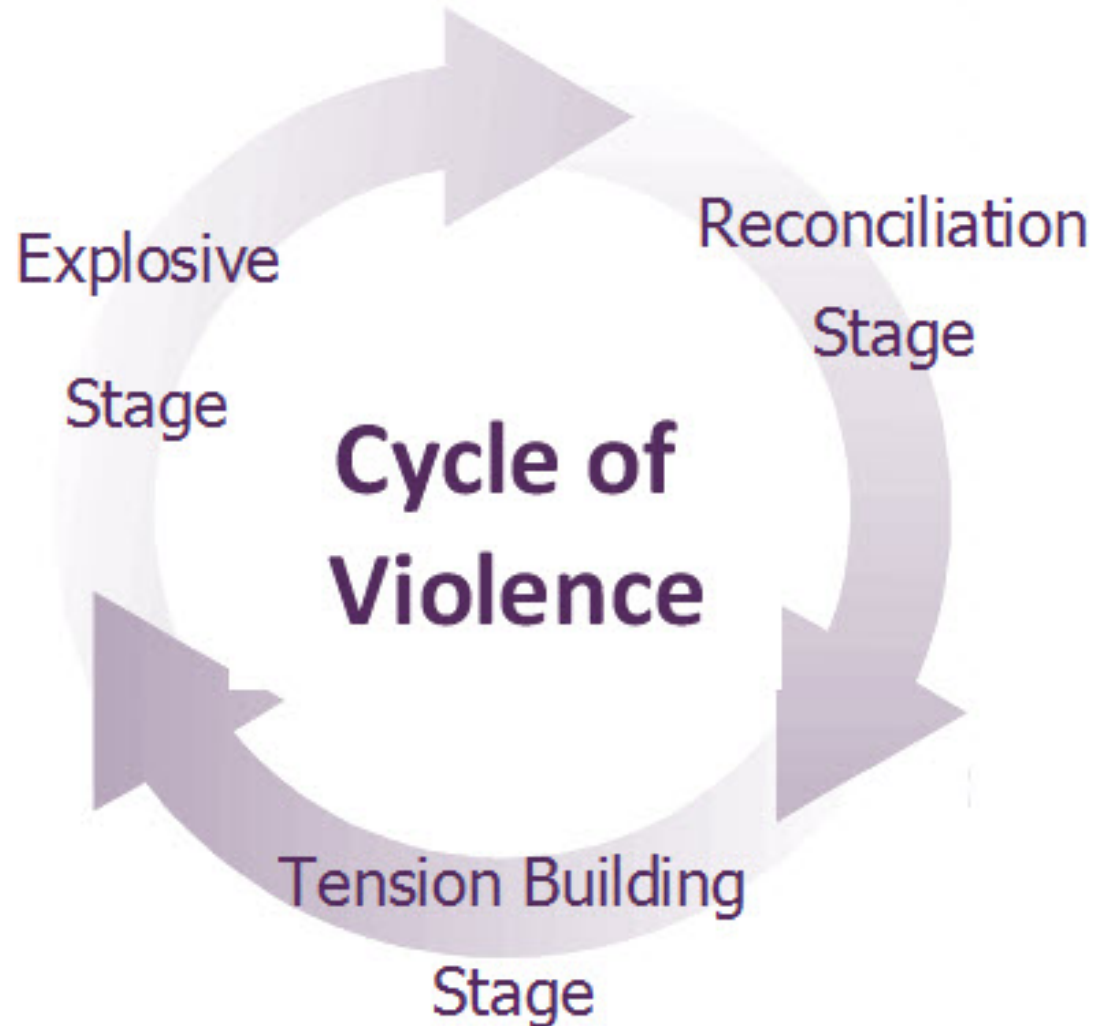 Explosive
Stage
Reconciliation
Stage
Cycle of
Violence
Tension Building
Stage